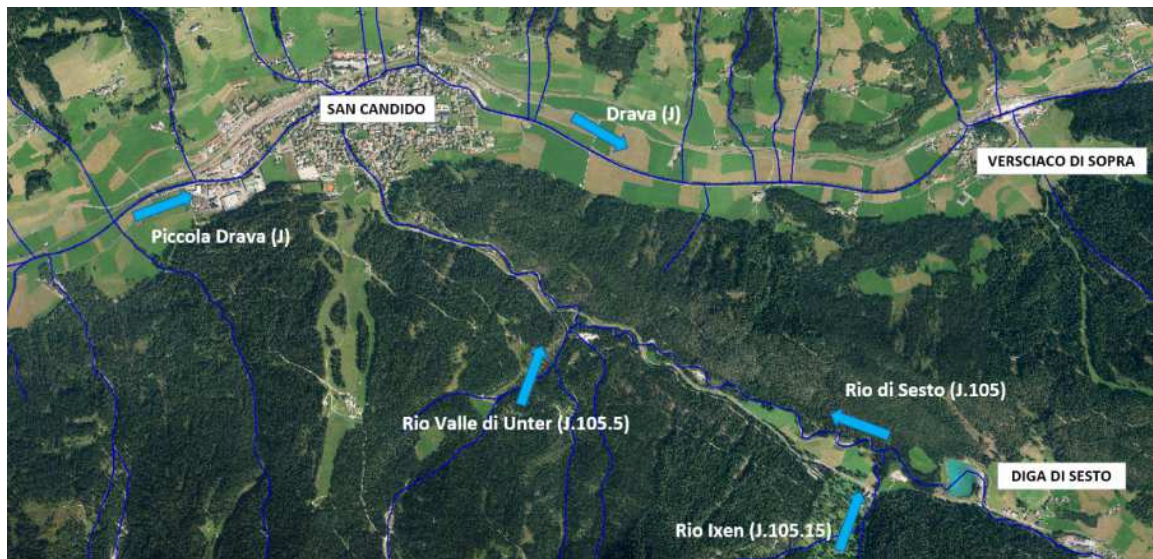 SAN CANDIDO
Drava (J)
VERSCIACO DI SOPRA
Piccola Drava (J)
Rio di Sesto (J.105)
Rio Valle di Unter (J.105.5)
DIGA DI SESTO
Rio Ixen (J.105.15)